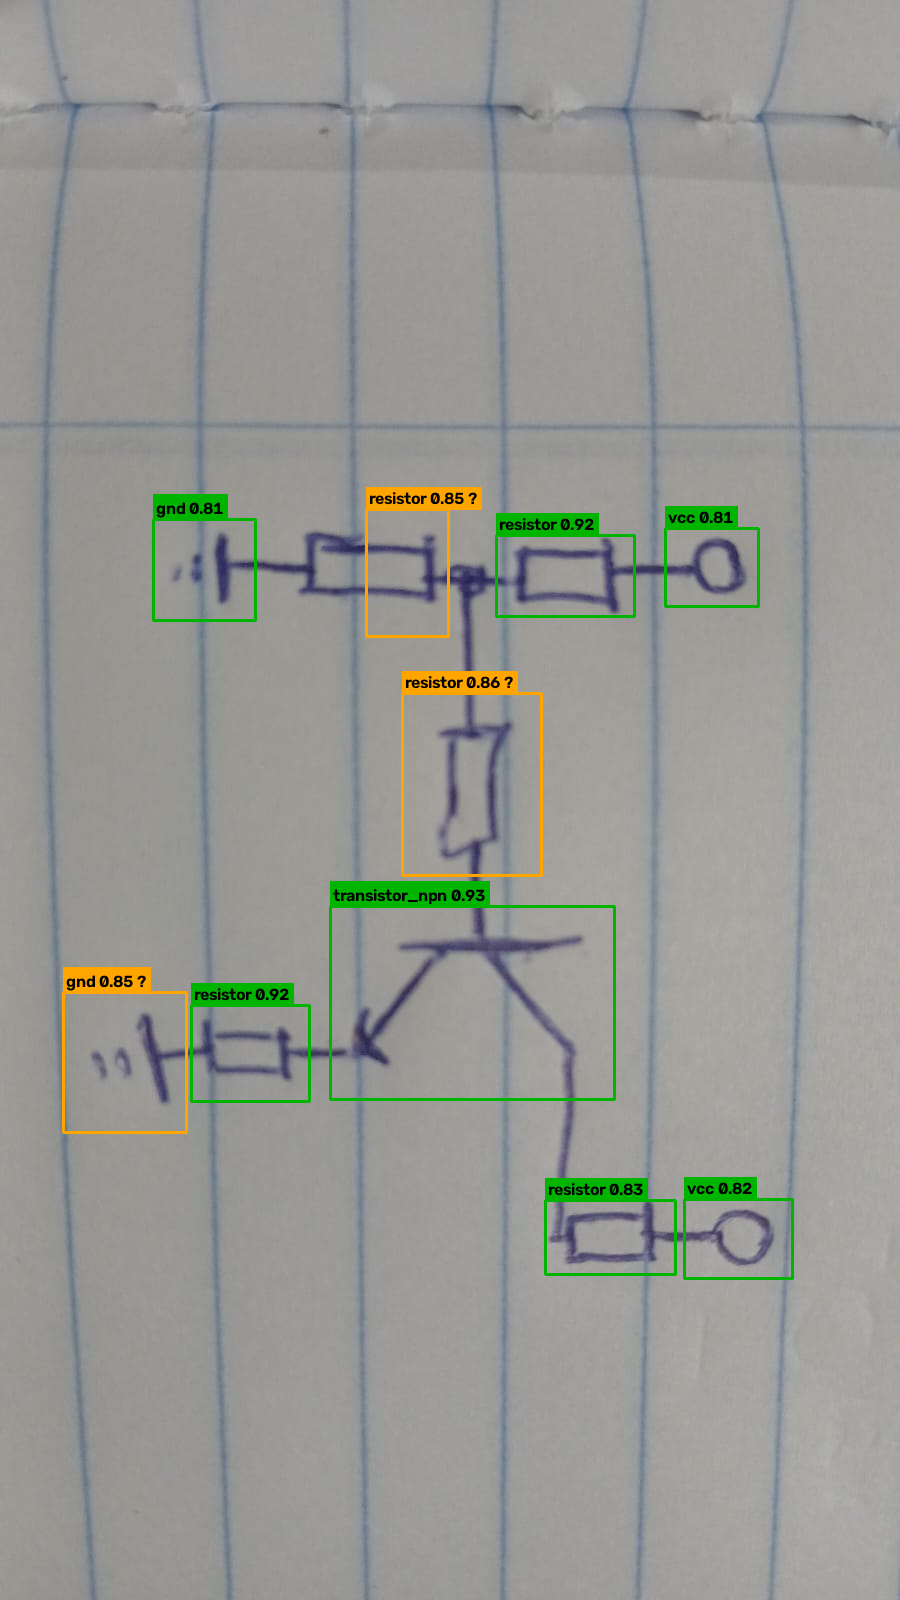 resistor 0.85 ?
gnd 0.81
vcc 0.81
resistor 0.92
resistor 0.86 ?
transistor_npn 0.93
gnd 0.85 ?
resistor 0.92
resistor 0.83
vcc 0.82